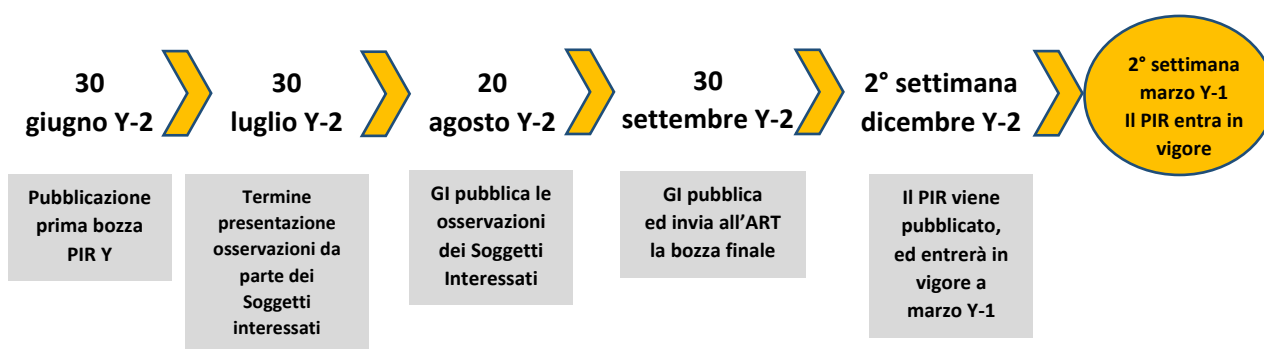 30
giugno Y-2
30
luglio Y-2
20
agosto Y-2
30
settembre Y-2
2° settimana
dicembre Y-2
2° settimana
marzo Y-1
Il PIR entra in
vigore
Pubblicazione
prima bozza
PIR Y
Termine
presentazione
osservazioni da
parte dei
Soggetti
interessati
GI pubblica le
osservazioni
dei Soggetti
Interessati
GI pubblica
ed invia all’ART
la bozza finale
Il PIR viene
pubblicato,
ed entrerà in
vigore a
marzo Y-1